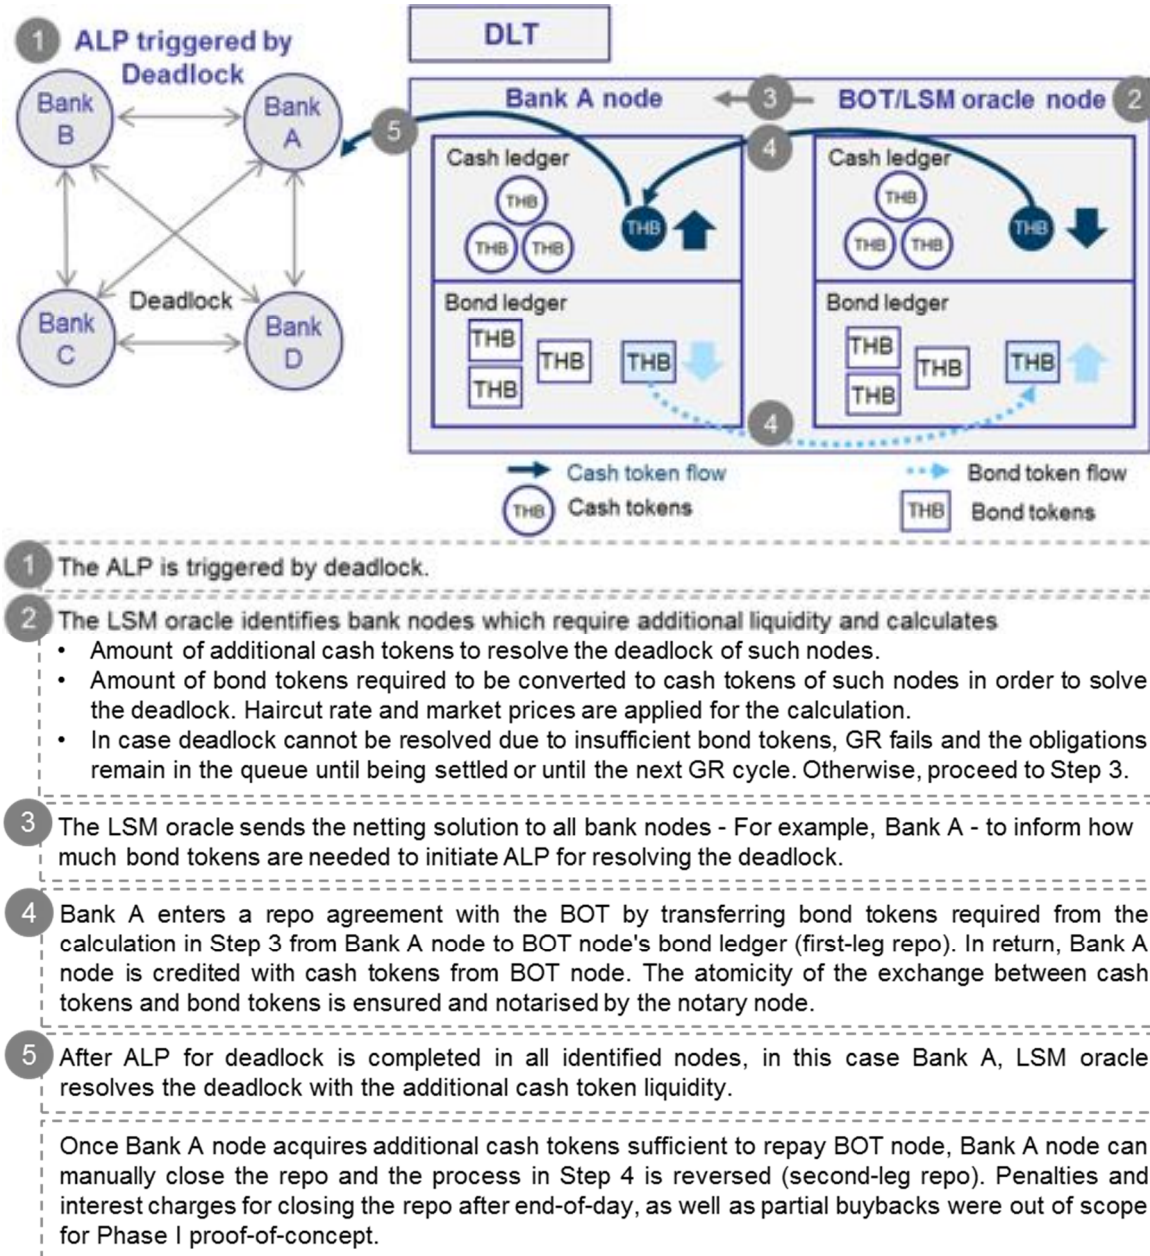 1
ALP triggered by
Deadlock
DLT
Bank
B
Bank
A
Bank
C
Bank
D
Deadlock
5
Bank A node
3
BOT/LSM oracle node
2
4
Cash ledger
THB
THB
THB
THB
Bond ledger
THB
THB
THB
THB
Cash ledger
THB
THB
THB
THB
Bond ledger
THB
THB
THB
THB
4
Cash token flow
Bond token flow
THB
Cash tokens
THB
Bond tokens
1
The ALP is triggered by deadlock.
2
The LSM oracle identifies bank nodes which require additional liquidity and calculates
• Amount of additional cash tokens to resolve the deadlock of such nodes.
• Amount of bond tokens required to be converted to cash tokens of such nodes in order to solve
the deadlock. Haircut rate and market prices are applied for the calculation.
• In case deadlock cannot be resolved due to insufficient bond tokens, GR fails and the obligations
remain in the queue until being settled or until the next GR cycle. Otherwise, proceed to Step 3.
3
The LSM oracle sends the netting solution to all bank nodes - For example, Bank A - to inform how
much bond tokens are needed to initiate ALP for resolving the deadlock.
4
Bank A enters a repo agreement with the BOT by transferring bond tokens required from the
calculation in Step 3 from Bank A node to BOT node's bond ledger (first-leg repo). In return, Bank A
node is credited with cash tokens from BOT node. The atomicity of the exchange between cash
tokens and bond tokens is ensured and notarised by the notary node.
5
After ALP for deadlock is completed in all identified nodes, in this case Bank A, LSM oracle
resolves the deadlock with the additional cash token liquidity.
Once Bank A node acquires additional cash tokens sufficient to repay BOT node, Bank A node can
manually close the repo and the process in Step 4 is reversed (second-leg repo). Penalties and
interest charges for closing the repo after end-of-day, as well as partial buybacks were out of scope
for Phase I proof-of-concept.